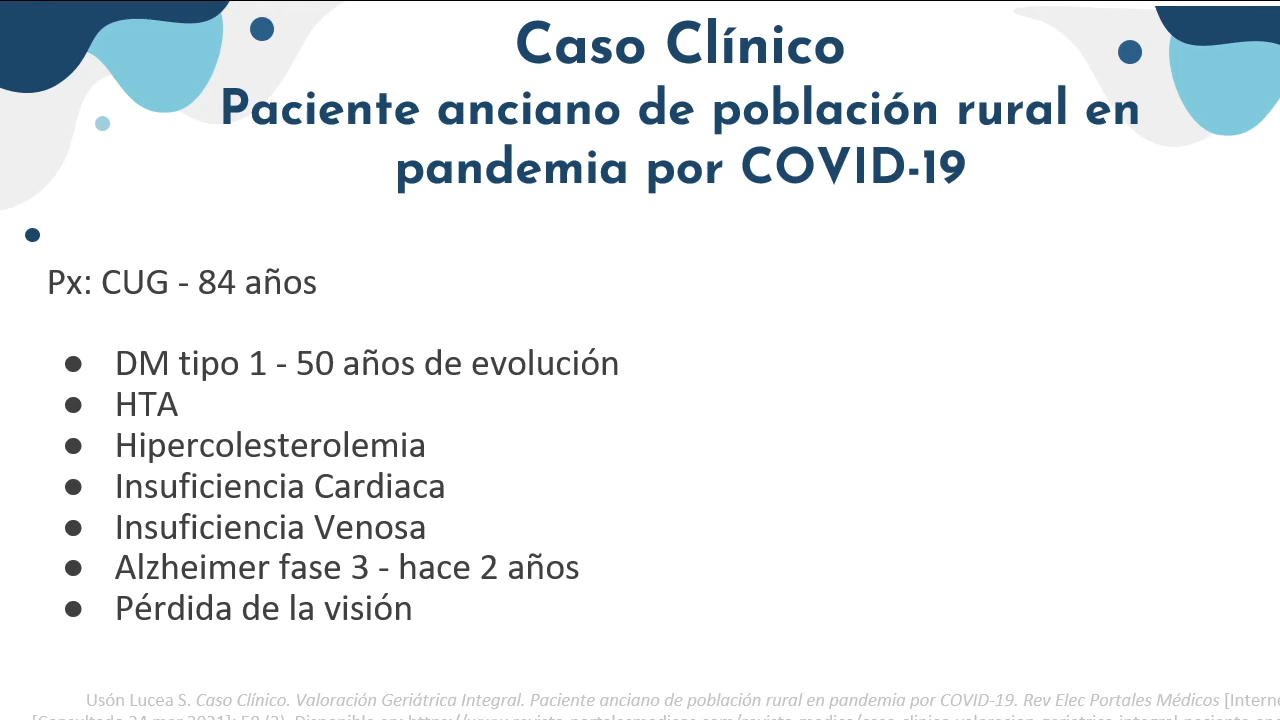 Caso Clínico
Paciente anciano de población rural en
pandemia por COVID-19
Px: CUG - 84 años
● DM tipo 1 - 50 años de evolución
● HTA
● Hipercolesterolemia
● Insuficiencia Cardiaca
● Insuficiencia Venosa
● Alzheimer fase 3 - hace 2 años
● Pérdida de la visión
Usón Lucea S. Caso Clínico. Valoración Geriátrica Integral. Paciente anciano de población rural en pandemia por COVID-19. Rev Elec Portales Médicos [Interne